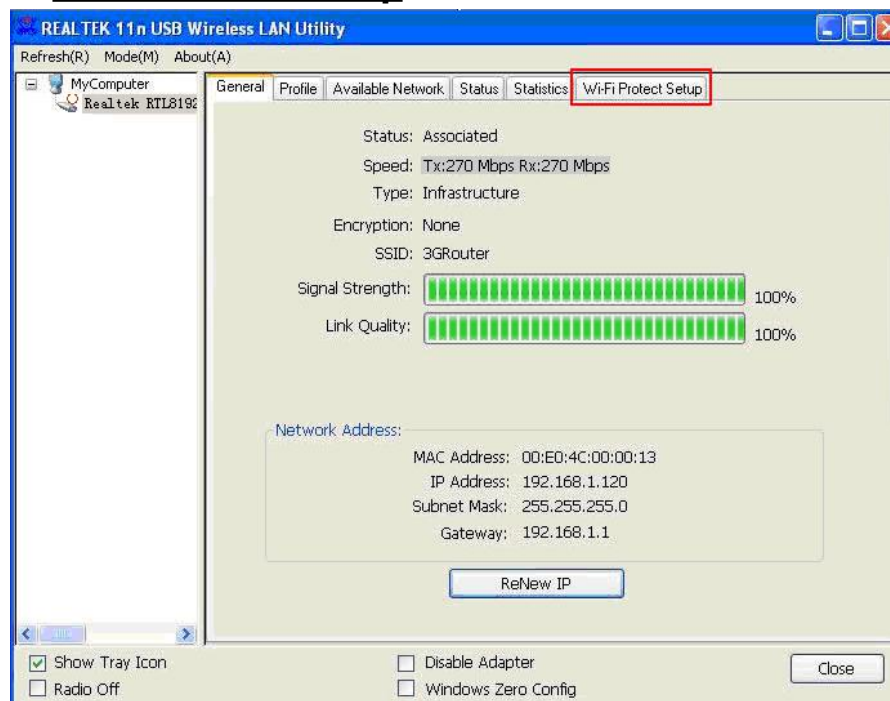 REALTEK 11n USB Wireless LAN Utility
Refresh(R) Mode(M) About(A)
MyComputer
Realtek RTL8192
General Profile Available Network Status Statistics Wi-Fi Protect Setup
Status: Associated
Speed: Tx:270 Mbps Rx:270 Mbps
Type: Infrastructure
Encryption: None
SSID: 3GRouter
Signal Strength: 100%
Link Quality: 100%
Network Address:
MAC Address: 00:E0:4C:00:00:13
IP Address: 192.168.1.120
Subnet Mask: 255.255.255.0
Gateway: 192.168.1.1
ReNew IP
Show Tray Icon
Radio Off
Disable Adapter
Windows Zero Config
Close